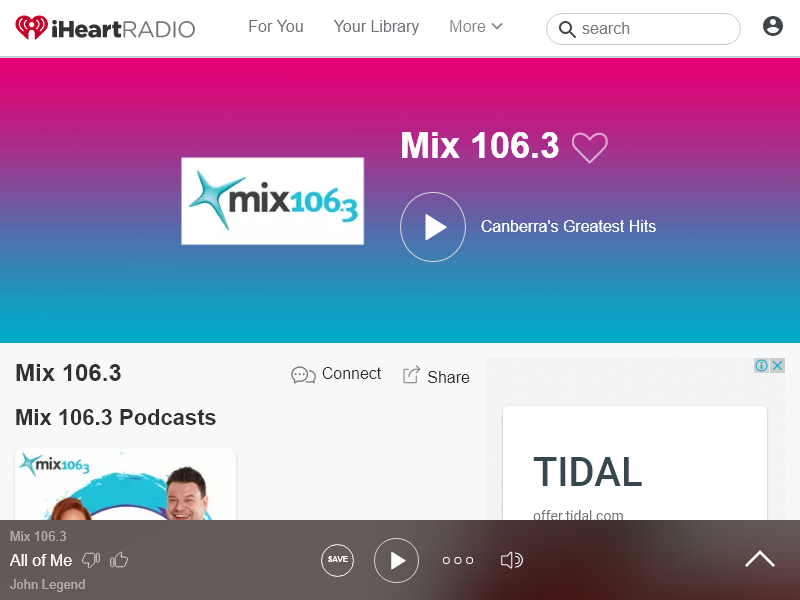 iHeartRADIO
For You
Your Library
More
search
Mix 106.3
mix106.3
Canberra's Greatest Hits
Mix 106.3
Connect
Share
Mix 106.3 Podcasts
mix106.3
TIDAL
offer.tidal.com
Mix 106.3
All of Me
SAVE
John Legend